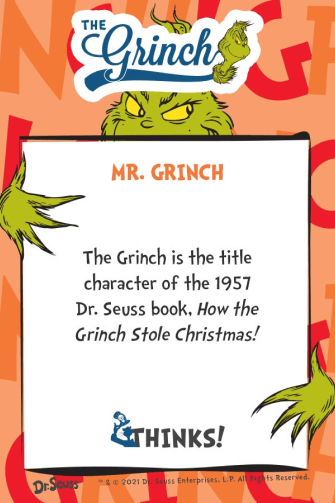 THE
Grinch
MR. GRINCH
The Grinch is the title
character of the 1957
Dr. Seuss book, How the
Grinch Stole Christmas!
&THINKS!
Dr. Seuss
™ & © 2021 Dr. Seuss Enterprises, L.P. All Rights Reserved.